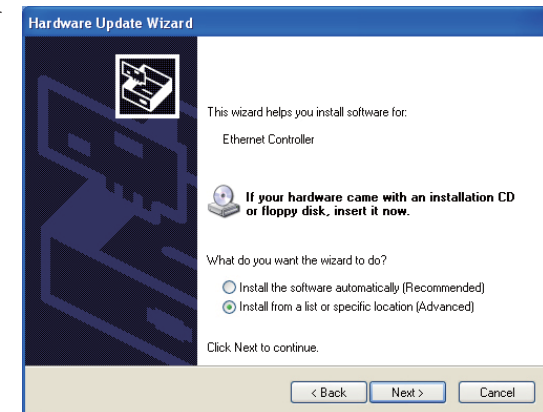 Hardware Update Wizard
This wizard helps you install software for:
Ethernet Controller
If your hardware came with an installation CD
or floppy disk, insert it now.
What do you want the wizard to do?
Install the software automatically (Recommended)
Install from a list or specific location (Advanced)
Click Next to continue.
< Back Next > Cancel